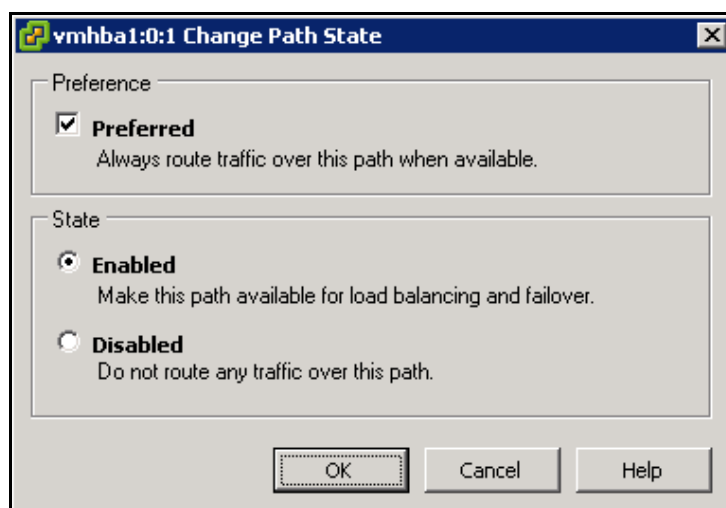 vmhba1:0:1 Change Path State
Preference
Preferred
Always route traffic over this path when available.
State
Enabled
Make this path available for load balancing and failover.
Disabled
Do not route any traffic over this path.
OK Cancel Help